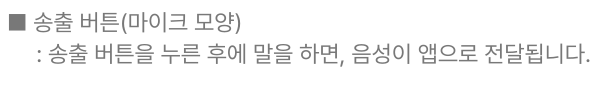 ■ 송출 버튼(마이크 모양)
: 송출 버튼을 누른 후에 말을 하면, 음성이 앱으로 전달됩니다.